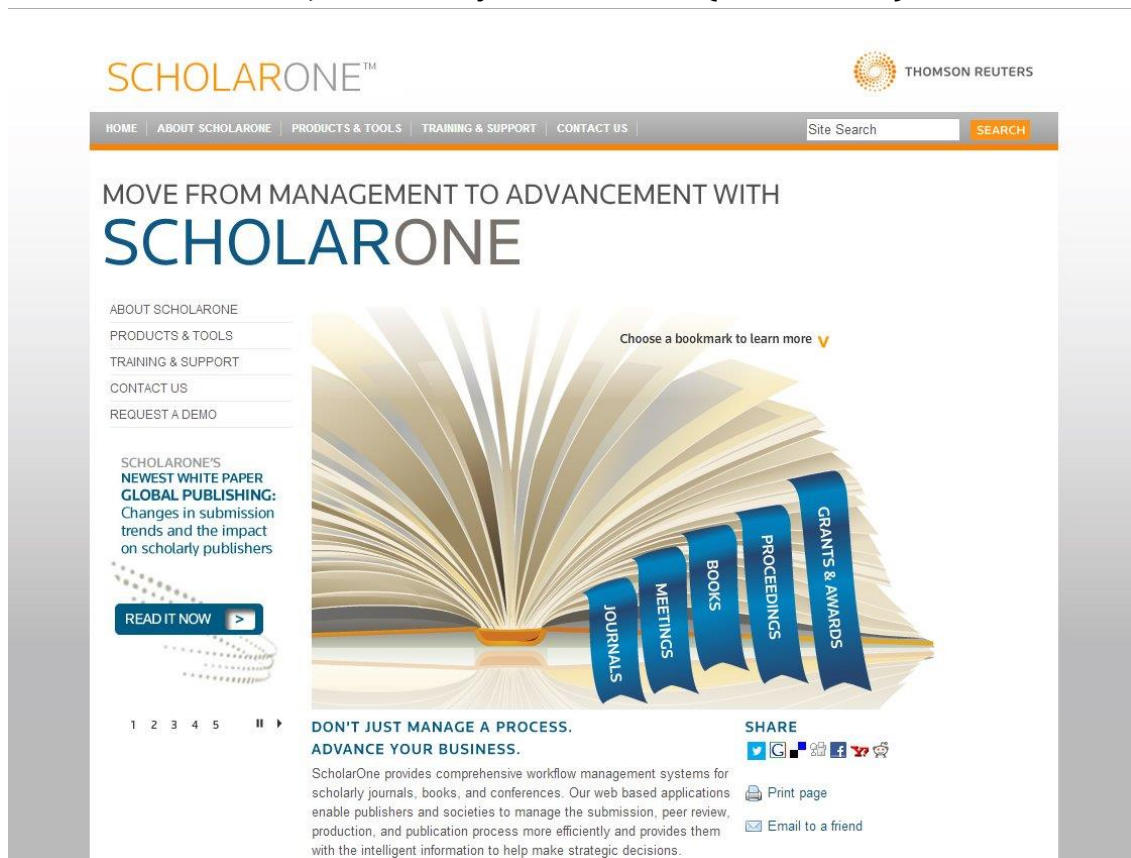 SCHOLARONE™
THOMSON REUTERS
HOME ABOUT SCHOLARONE PRODUCTS & TOOLS TRAINING & SUPPORT CONTACT US
Site Search SEARCH
MOVE FROM MANAGEMENT TO ADVANCEMENT WITH
SCHOLARONE
ABOUT SCHOLARONE
PRODUCTS & TOOLS
TRAINING & SUPPORT
CONTACT US
REQUEST A DEMO
SCHOLARONE'S
NEWEST WHITE PAPER
GLOBAL PUBLISHING:
Changes in submission
trends and the impact
on scholarly publishers
READ IT NOW >
1 2 3 4 5
Choose a bookmark to learn more
JOURNALS
MEETINGS
BOOKS
PROCEEDINGS
GRANTS & AWARDS
DON'T JUST MANAGE A PROCESS.
ADVANCE YOUR BUSINESS.
ScholarOne provides comprehensive workflow management systems for
scholarly journals, books, and conferences. Our web based applications
enable publishers and societies to manage the submission, peer review,
production, and publication process more efficiently and provides them
with the intelligent information to help make strategic decisions.
SHARE
Print page
Email to a friend